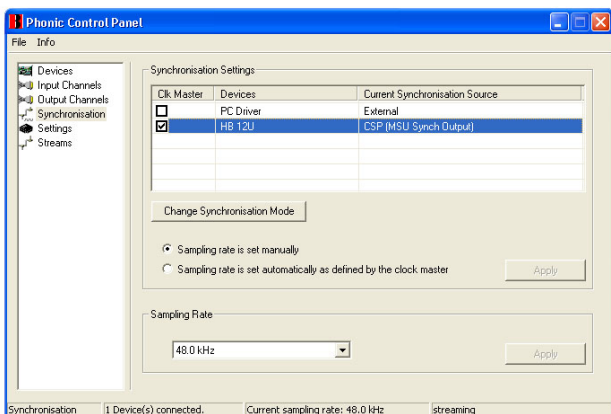 Phonic Control Panel
File Info
Devices
Input Channels
Output Channels
Synchronisation
Settings
Streams
Synchronisation Settings
Clk Master Devices Current Synchronisation Source
PC Driver External
HB 12U CSP (MSU Synch Output)
Change Synchronisation Mode
Sampling rate is set manually
Sampling rate is set automatically as defined by the clock master
Apply
Sampling Rate
48.0 kHz
Apply
Synchronisation 1 Device(s) connected. Current sampling rate: 48.0 kHz streaming